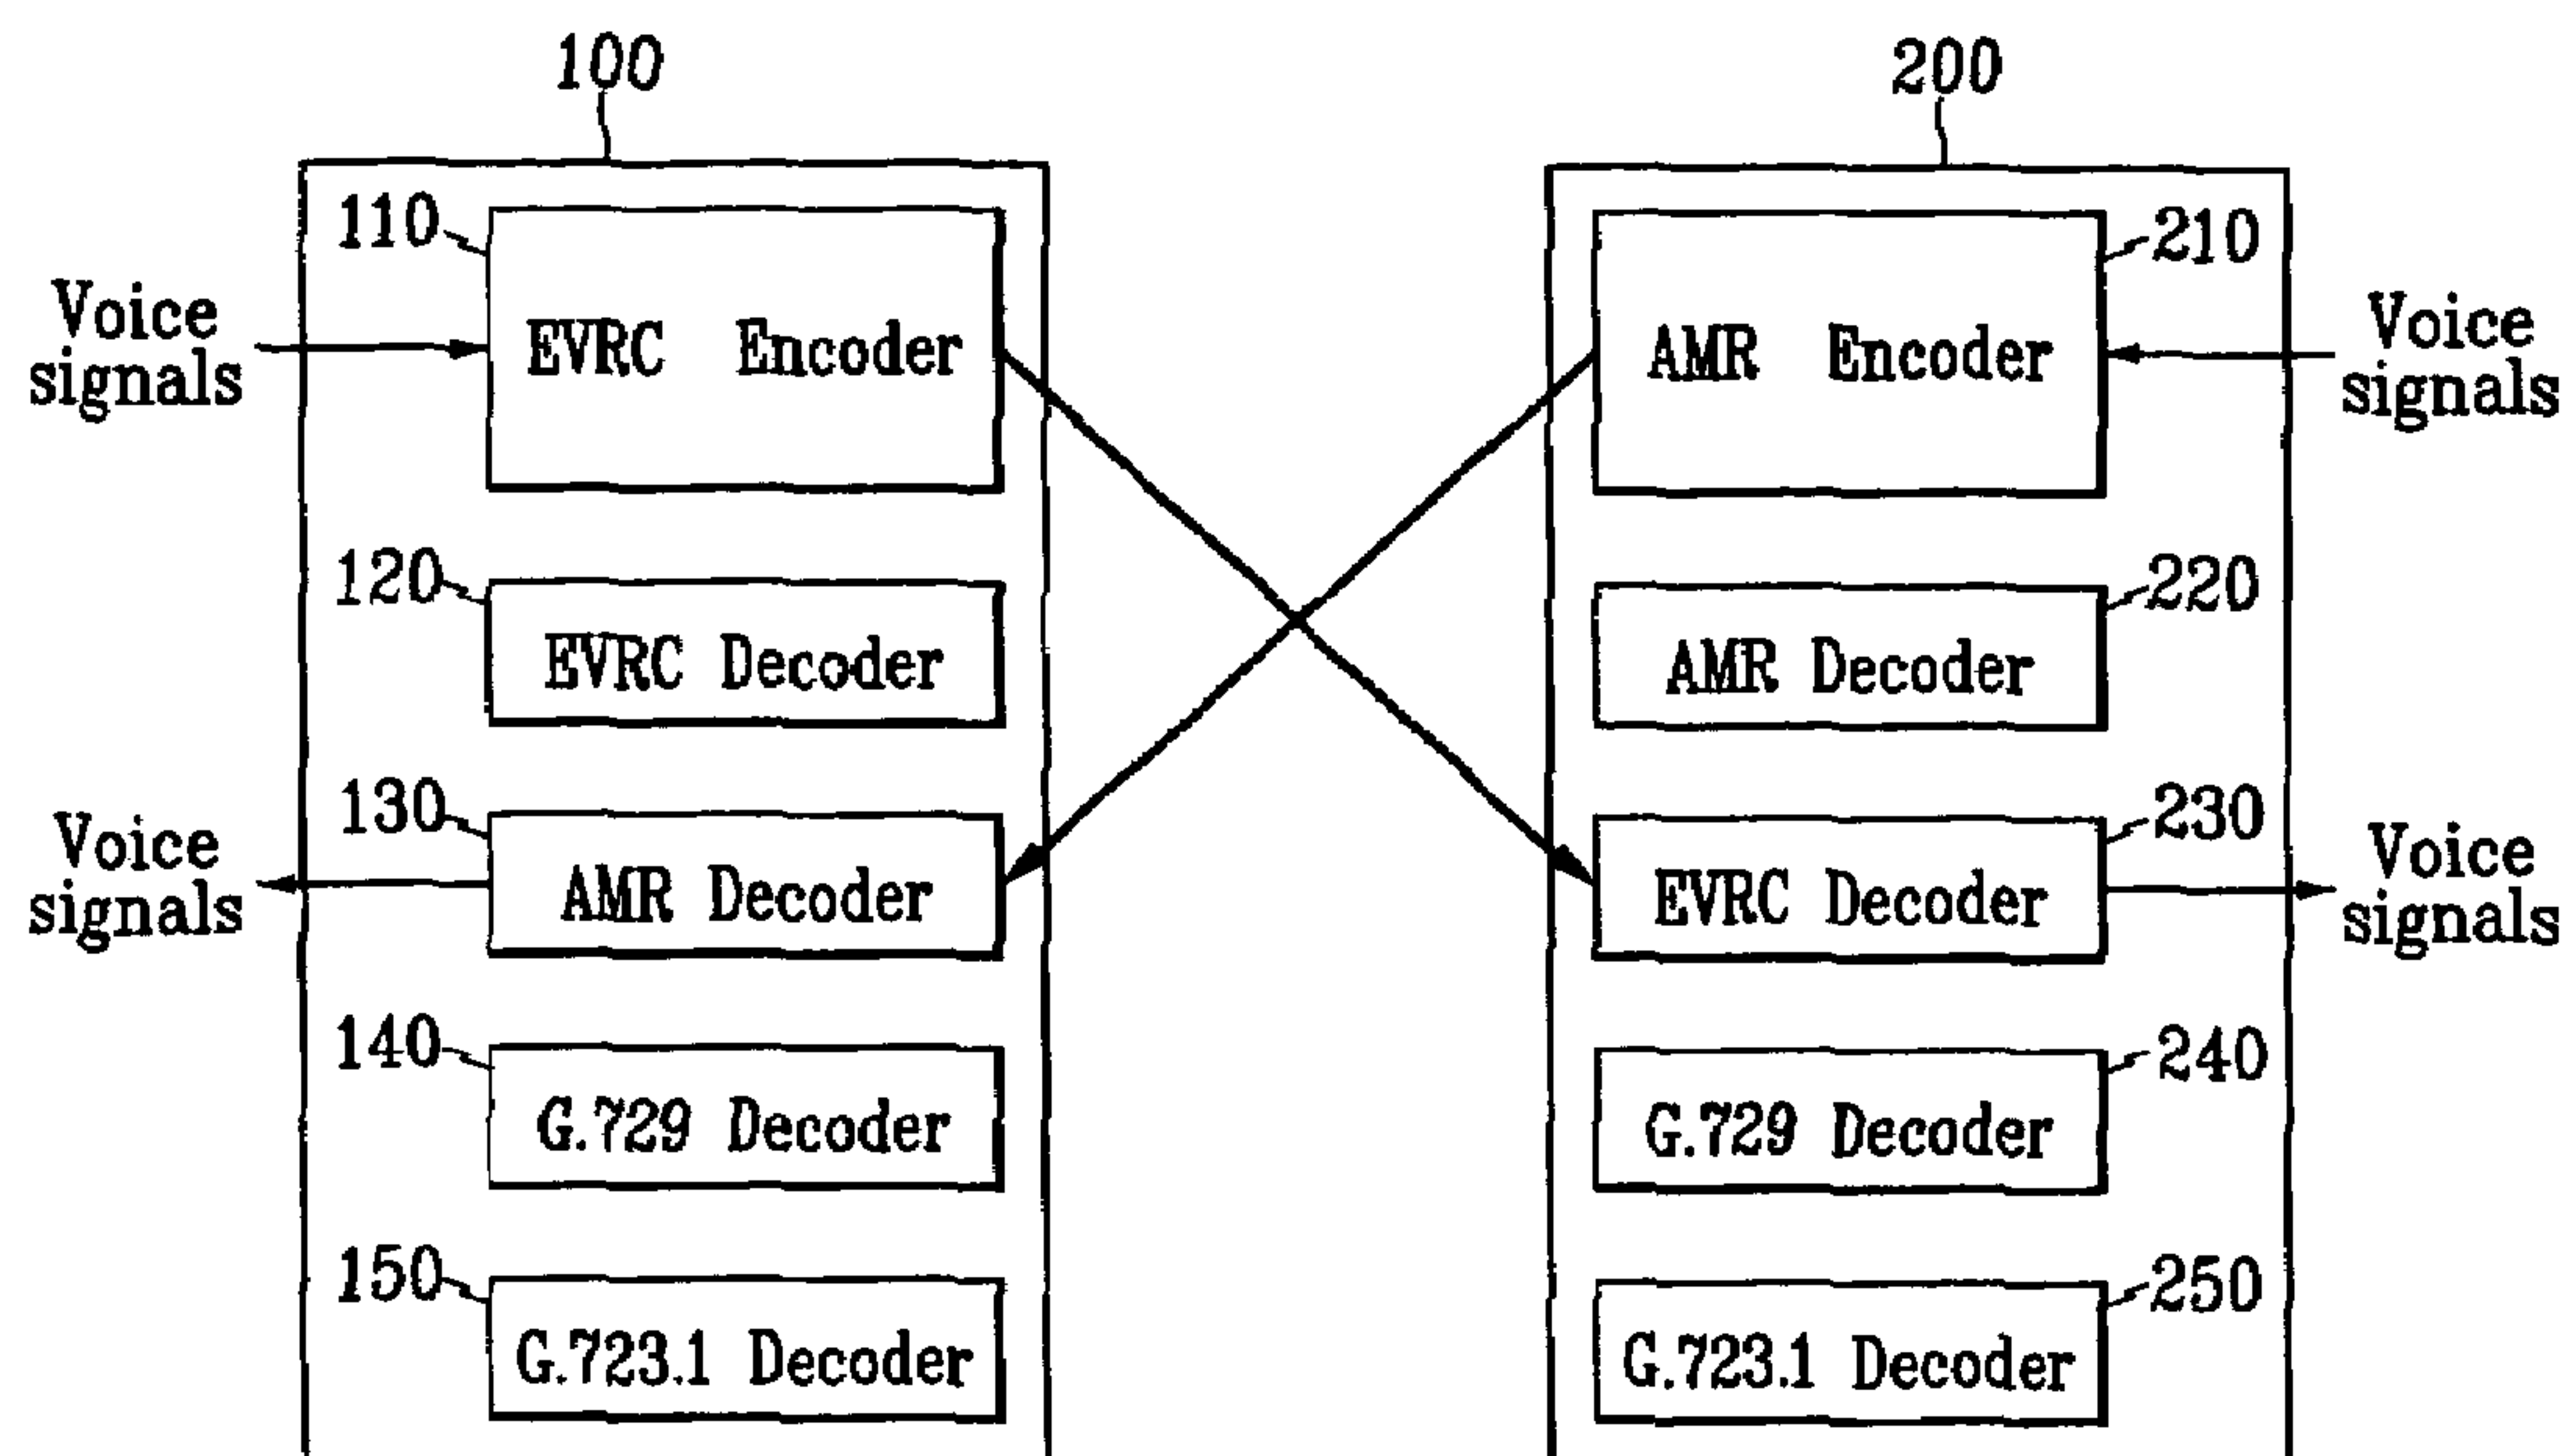 100
200
110
210
Voice
signals
EVRC Encoder
AMR Encoder
Voice
signals
120
220
EVRC Decoder
AMR Decoder
130
230
Voice
signals
AMR Decoder
EVRC Decoder
Voice
signals
140
240
G.729 Decoder
G.729 Decoder
150
250
G.723.1 Decoder
G.723.1 Decoder